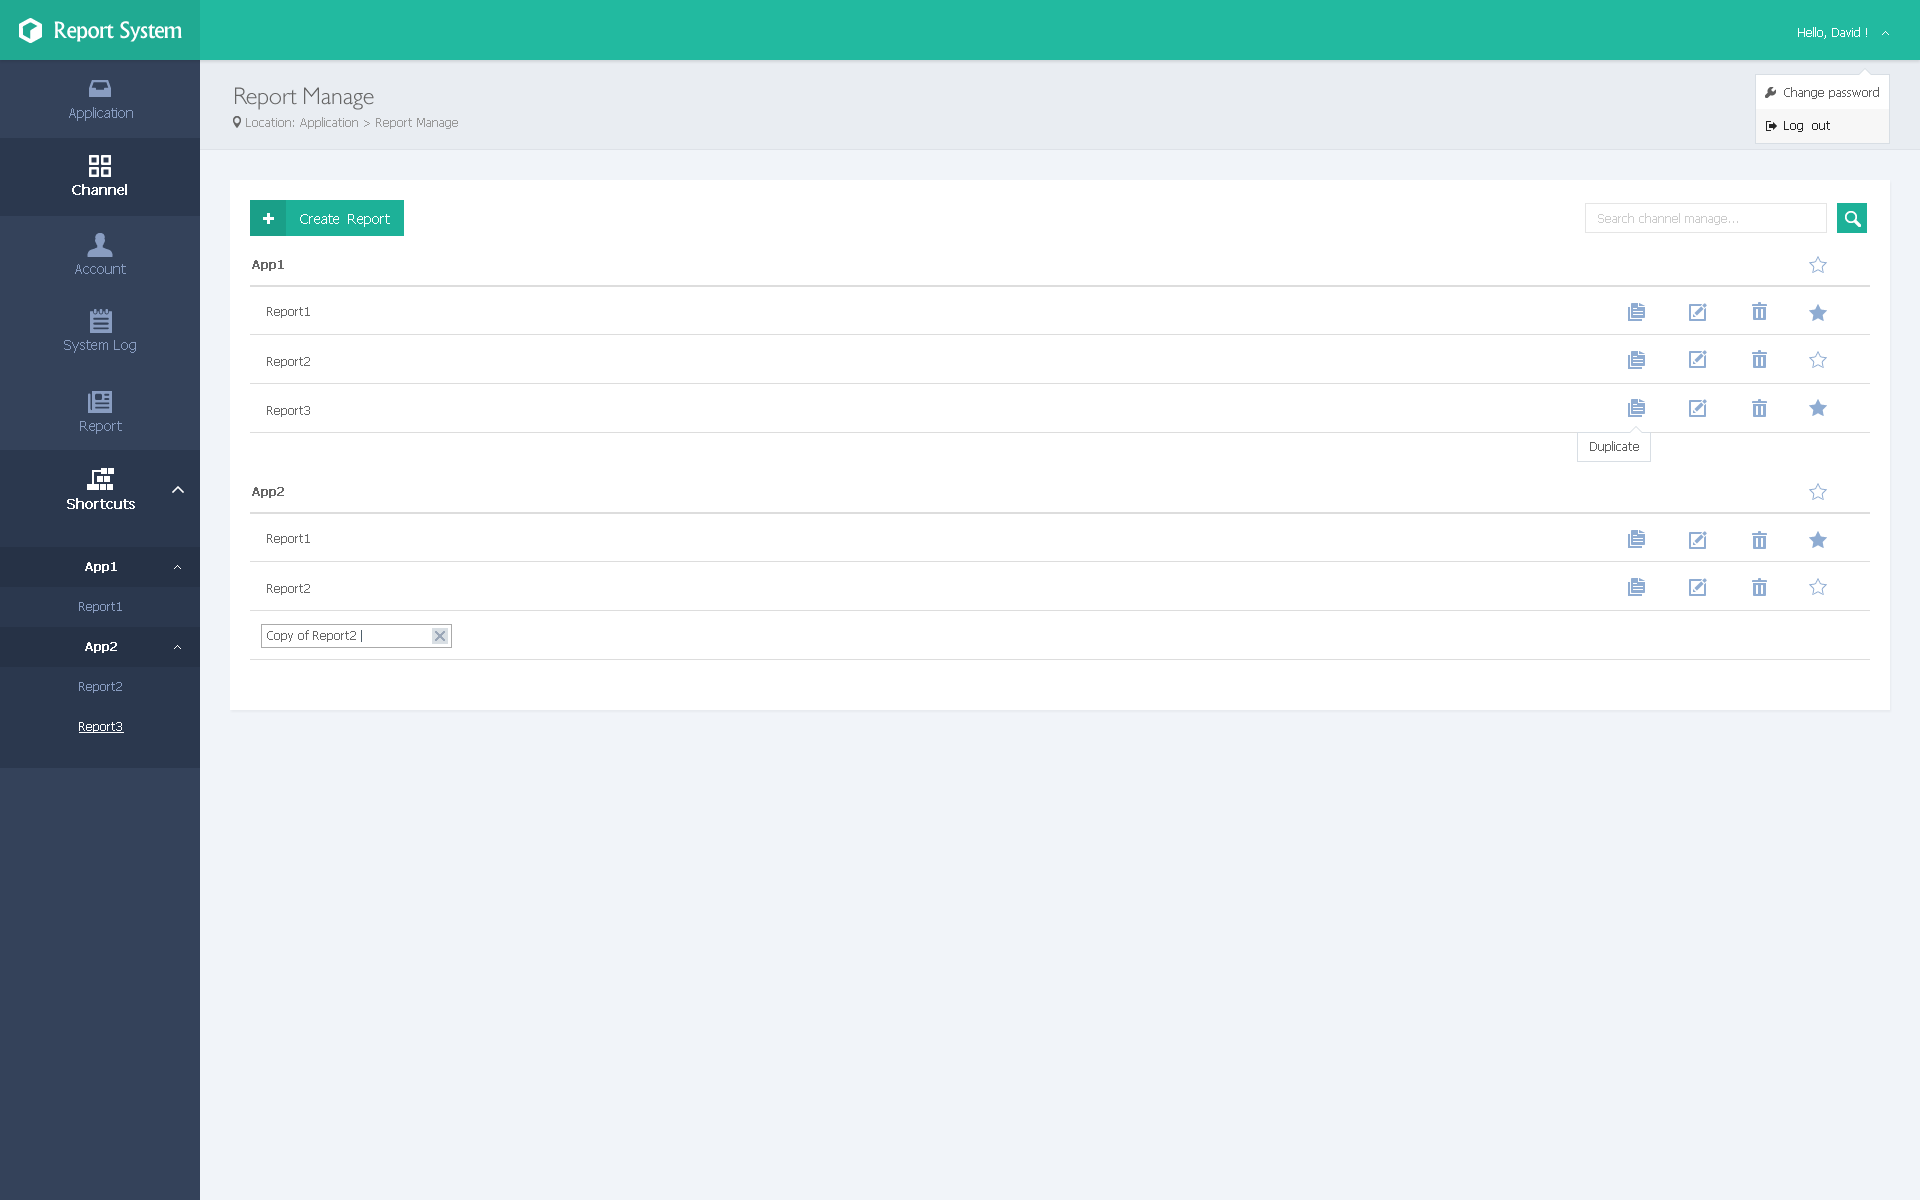 Report System
Hello, David !
Application
Channel
Account
System Log
Report
Shortcuts
App1
Report1
App2
Report2
Report3
Report Manage
Location: Application > Report Manage
Change password
Log out
Create Report
Search channel manage...
App1
Report1
Report2
Report3
Duplicate
App2
Report1
Report2
Copy of Report2